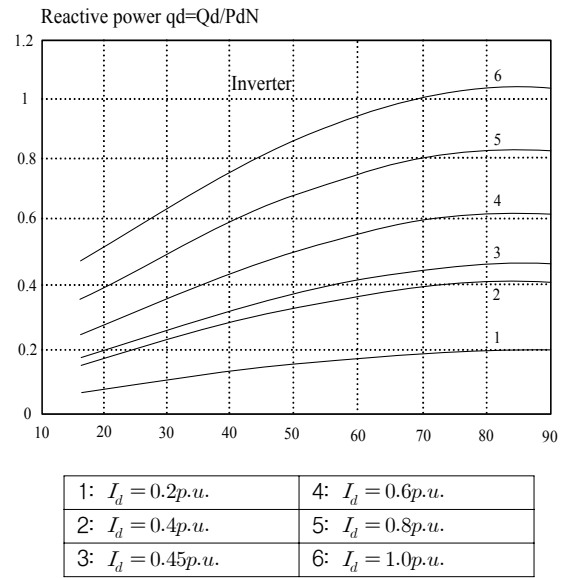 Reactive power qd=Qd/PdN
1.2
Inverter
6
1
5
0.8
4
0.6
3
0.4
2
1
0.2
0
10 20 30 40 50 60 70 80 90
1: I_d = 0.2p.u. 4: I_d = 0.6p.u.
2: I_d = 0.4p.u. 5: I_d = 0.8p.u.
3: I_d = 0.45p.u. 6: I_d = 1.0p.u.